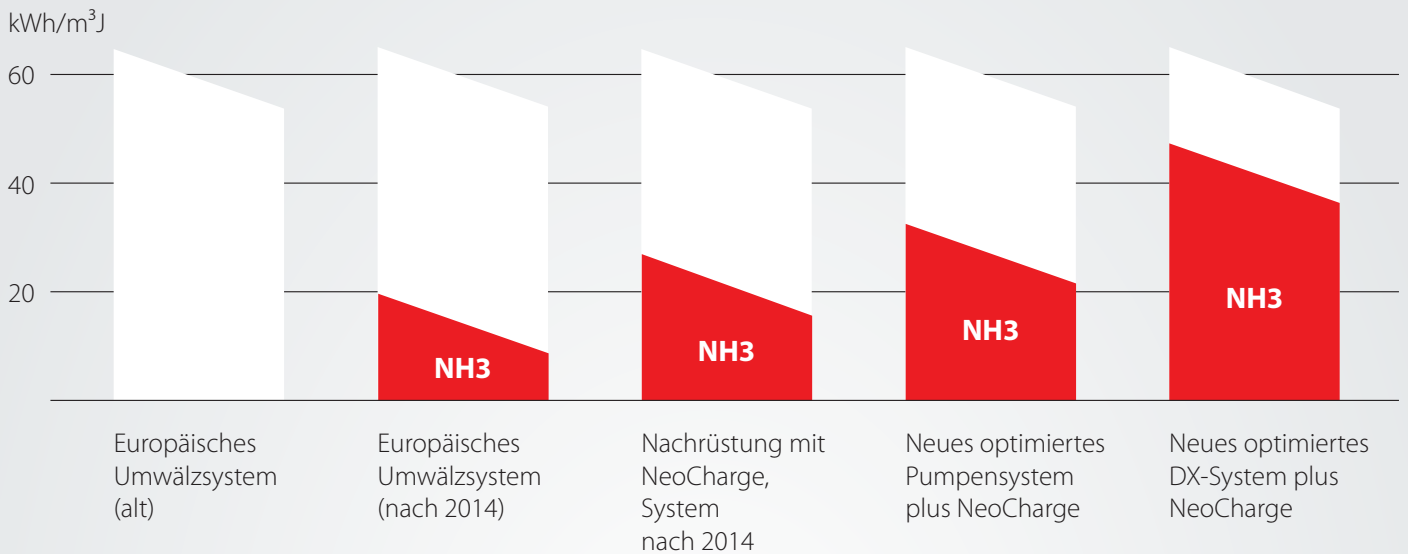 kWh/m³J
60
40
20
NH3
NH3
NH3
NH3
Europäisches
Umwälzsystem
(alt)
Europäisches
Umwälzsystem
(nach 2014)
Nachrüstung mit
NeoCharge,
System
nach 2014
Neues optimiertes
Pumpensystem
plus NeoCharge
Neues optimiertes
DX-System plus
NeoCharge